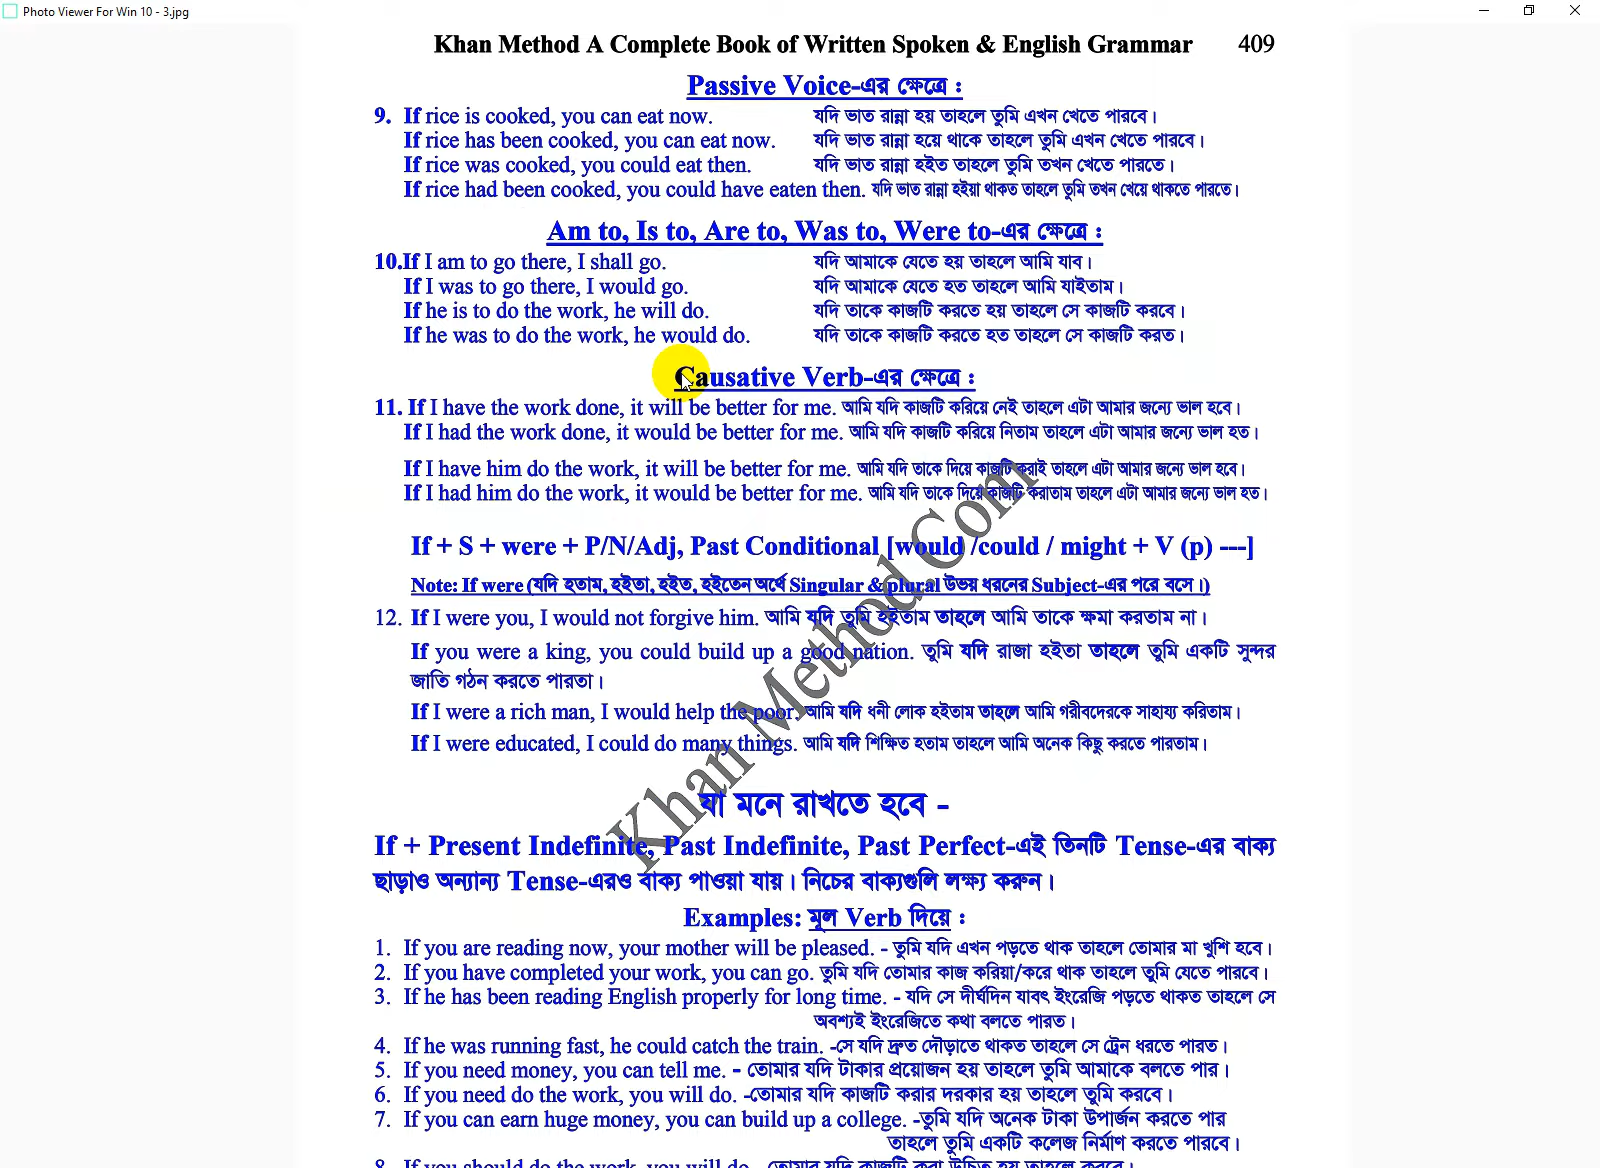 Photo Viewer For Win 10 - 3.jpg
Khan Method A Complete Book of Written Spoken & English Grammar 409
Passive Voice-এর ক্ষেত্রে :
9. If rice is cooked, you can eat now. যদি ভাত রান্না হয় তাহলে তুমি এখন খেতে পারবে।
If rice has been cooked, you can eat now. যদি ভাত রান্না হয়ে থাকে তাহলে তুমি এখন খেতে পারবে।
If rice was cooked, you could eat then. যদি ভাত রান্না হইত তাহলে তুমি তখন খেতে পারতে।
If rice had been cooked, you could have eaten then. যদি ভাত রান্না হইয়া থাকত তাহলে তুমি তখন খেয়ে থাকতে পারতে।
Am to, Is to, Are to, Was to, Were to-এর ক্ষেত্রে :
10.If I am to go there, I shall go. যদি আমাকে যেতে হয় তাহলে আমি যাব।
If I was to go there, I would go. যদি আমাকে যেতে হত তাহলে আমি যাইতাম।
If he is to do the work, he will do. যদি তাকে কাজটি করতে হয় তাহলে সে কাজটি করবে।
If he was to do the work, he would do. যদি তাকে কাজটি করতে হত তাহলে সে কাজটি করত।
Causative Verb-এর ক্ষেত্রে :
11. If I have the work done, it will be better for me. আমি যদি কাজটি করিয়ে নেই তাহলে এটা আমার জন্যে ভাল হবে।
If I had the work done, it would be better for me. আমি যদি কাজটি করিয়ে নিতাম তাহলে এটা আমার জন্যে ভাল হত।
If I have him do the work, it will be better for me. আমি যদি তাকে দিয়ে কাজটি করাই তাহলে এটা আমার জন্যে ভাল হবে।
If I had him do the work, it would be better for me. আমি যদি তাকে দিয়ে কাজটি করাতাম তাহলে এটা আমার জন্যে ভাল হত।
If + S + were + P/N/Adj, Past Conditional [would /could / might + V (p) ---]
Note: If were (যদি হতাম, হইতা, হইত, হইতেন অর্থে Singular & plural উভয় ধরনের Subject-এর পরে বসে।)
12. If I were you, I would not forgive him. আমি যদি তুমি হইতাম তাহলে আমি তাকে ক্ষমা করতাম না।
If you were a king, you could build up a good nation. তুমি যদি রাজা হইতা তাহলে তুমি একটি সুন্দর
জাতি গঠন করতে পারতা।
If I were a rich man, I would help the poor. আমি যদি ধনী লোক হইতাম তাহলে আমি গরীবদেরকে সাহায্য করিতাম।
If I were educated, I could do many things. আমি যদি শিক্ষিত হতাম তাহলে আমি অনেক কিছু করতে পারতাম।
Khan Method.Com
যা মনে রাখতে হবে -
If + Present Indefinite, Past Indefinite, Past Perfect-এই তিনটি Tense-এর বাক্য
ছাড়াও অন্যান্য Tense-এরও বাক্য পাওয়া যায়। নিচের বাক্যগুলি লক্ষ্য করুন।
Examples: মূল Verb দিয়ে :
1. If you are reading now, your mother will be pleased. - তুমি যদি এখন পড়তে থাক তাহলে তোমার মা খুশি হবে।
2. If you have completed your work, you can go. তুমি যদি তোমার কাজ করিয়া/করে থাক তাহলে তুমি যেতে পারবে।
3. If he has been reading English properly for long time. - যদি সে দীর্ঘদিন যাবৎ ইংরেজি পড়তে থাকত তাহলে সে
অবশ্যই ইংরেজিতে কথা বলতে পারত।
4. If he was running fast, he could catch the train. -সে যদি দ্রুত দৌড়াতে থাকত তাহলে সে ট্রেন ধরতে পারত।
5. If you need money, you can tell me. - তোমার যদি টাকার প্রয়োজন হয় তাহলে তুমি আমাকে বলতে পার।
6. If you need do the work, you will do. -তোমার যদি কাজটি করার দরকার হয় তাহলে তুমি করবে।
7. If you can earn huge money, you can build up a college. -তুমি যদি অনেক টাকা উপার্জন করতে পার
তাহলে তুমি একটি কলেজ নির্মাণ করতে পারবে।
8. If you should do the work, you will do - তোমার যদি কাজটি করা উচিত হয় তাহলে করবে।